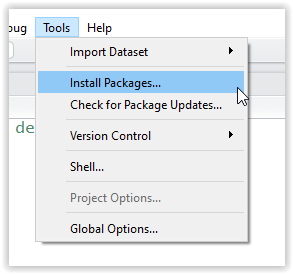 bug Tools Help
Import Dataset
Install Packages...
Check for Package Updates...
de
Version Control
Shell...
Project Options...
Global Options...